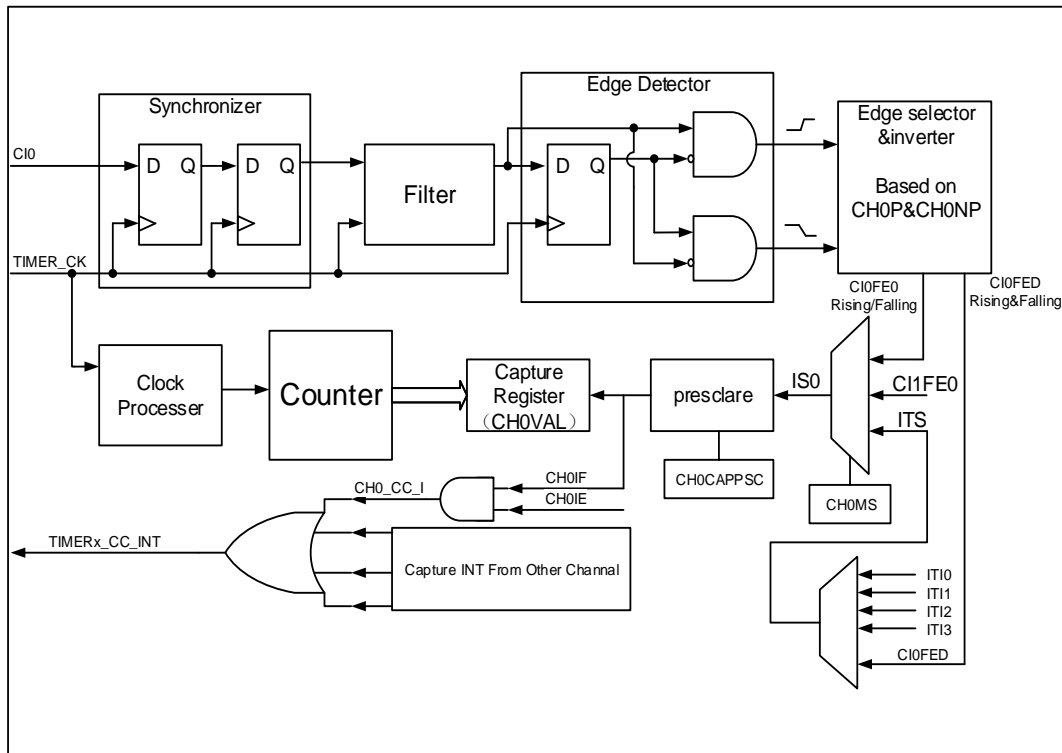 Synchronizer
Edge Detector
Edge selector
&inverter
Based on
CH0P&CH0NP
CI0
D Q
D Q
Filter
D Q
TIMER_CK
CI0FE0
Rising/Falling
CI0FED
Rising&Falling
Clock
Processer
Counter
Capture
Register
（CH0VAL）
presclare
IS0
CI1FE0
ITS
CH0CAPPSC
CH0MS
CH0IF
CH0_CC_I
CH0IE
TIMERx_CC_INT
Capture INT From Other Channal
ITI0
ITI1
ITI2
ITI3
CI0FED